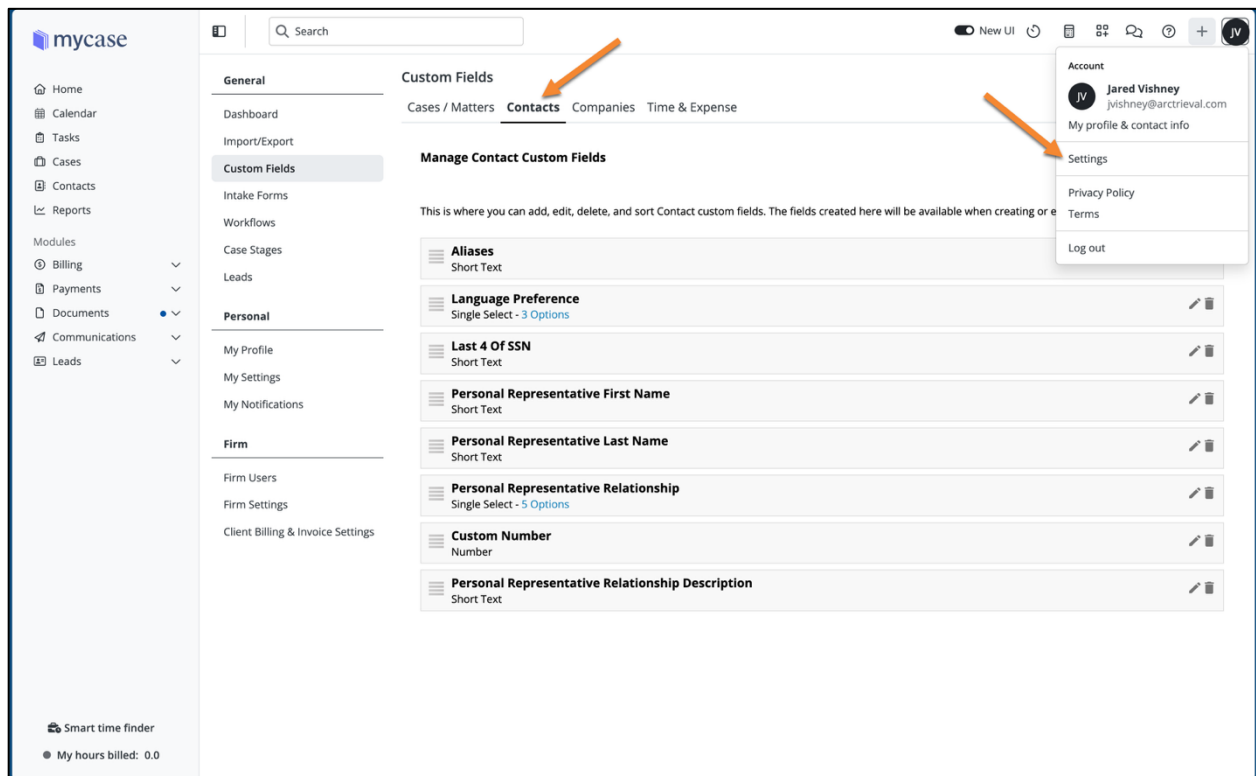 mycase
Search
New UI
JV
Home
Calendar
Tasks
Cases
Contacts
Reports
Modules
Billing
Payments
Documents
Communications
Leads
Smart time finder
My hours billed: 0.0
General
Dashboard
Import/Export
Custom Fields
Intake Forms
Workflows
Case Stages
Leads
Personal
My Profile
My Settings
My Notifications
Firm
Firm Users
Firm Settings
Client Billing & Invoice Settings
Custom Fields
Cases / Matters Contacts Companies Time & Expense
Manage Contact Custom Fields
This is where you can add, edit, delete, and sort Contact custom fields. The fields created here will be available when creating or e
Aliases
Short Text
Language Preference
Single Select - 3 Options
Last 4 Of SSN
Short Text
Personal Representative First Name
Short Text
Personal Representative Last Name
Short Text
Personal Representative Relationship
Single Select - 5 Options
Custom Number
Number
Personal Representative Relationship Description
Short Text
Account
JV
Jared Vishney
jvishney@arctrieval.com
My profile & contact info
Settings
Privacy Policy
Terms
Log out